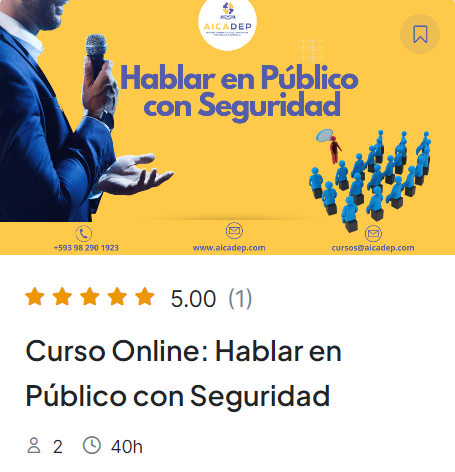 AICADEP
Hablar en Público
con Seguridad
+593 98 290 1923
www.aicadep.com
cursos@aicadep.com
5.00 (1)
Curso Online: Hablar en
Público con Seguridad
2 40h